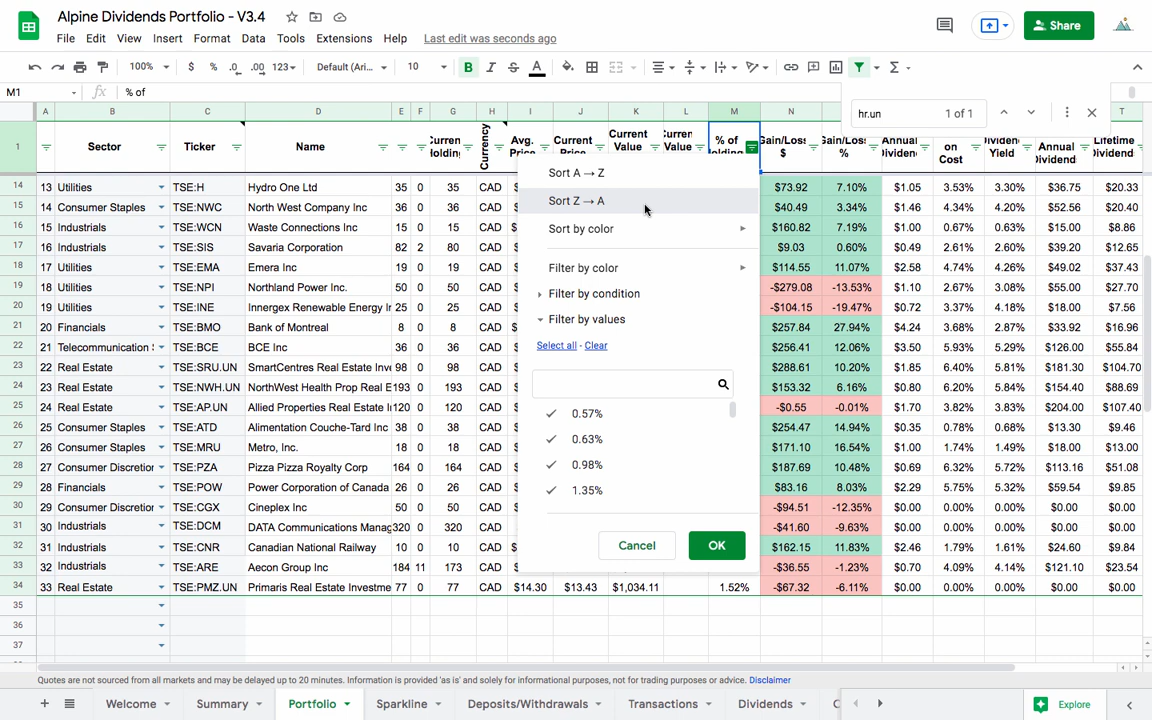 Alpine Dividends Portfolio - V3.4
File Edit View Insert Format Data Tools Extensions Help Last edit was seconds ago
Share
100% $ % .0 .00 123 Default (Ari... 10 B I S A
M1 fx % of
hr.un 1 of 1
A B C D E F G H I J K L M N T
1 Sector Ticker Name Currency Avg. Price Current Price Current Value % of Gain/Loss $ Gain/Loss % Annual on Cost Dividend Yield Annual Dividend Lifetime
14 13 Utilities TSE:H Hydro One Ltd 35 0 35 CAD $73.92 7.10% $1.05 3.53% 3.30% $36.75 $20.33
15 14 Consumer Staples TSE:NWC North West Company Inc 36 0 36 CAD $40.49 3.34% $1.46 4.34% 4.20% $52.56 $20.40
16 15 Industrials TSE:WCN Waste Connections Inc 15 0 15 CAD $160.82 7.19% $1.00 0.67% 0.63% $15.00 $8.86
17 16 Industrials TSE:SIS Savaria Corporation 82 2 80 CAD $9.03 0.60% $0.49 2.61% 2.60% $39.20 $12.65
18 17 Utilities TSE:EMA Emera Inc 19 0 19 CAD $114.55 11.07% $2.58 4.74% 4.26% $49.02 $37.43
19 18 Utilities TSE:NPI Northland Power Inc. 50 0 50 CAD -$279.08 -13.53% $1.10 2.67% 3.08% $55.00 $27.70
20 19 Utilities TSE:INE Innergex Renewable Energy I 25 0 25 CAD -$104.15 -19.47% $0.72 3.37% 4.18% $18.00 $7.56
21 20 Financials TSE:BMO Bank of Montreal 8 0 8 CAD $257.84 27.94% $4.24 3.68% 2.87% $33.92 $16.96
22 21 Telecommunication TSE:BCE BCE Inc 36 0 36 CAD $256.41 12.06% $3.50 5.93% 5.29% $126.00 $55.84
23 22 Real Estate TSE:SRU.UN SmartCentres Real Estate Inve 98 0 98 CAD $288.61 10.20% $1.85 6.40% 5.81% $181.30 $104.70
24 23 Real Estate TSE:NWH.UN NorthWest Health Prop Real E 193 0 193 CAD $153.32 6.16% $0.80 6.20% 5.84% $154.40 $88.69
25 24 Real Estate TSE:AP.UN Allied Properties Real Estate I 120 0 120 CAD -$0.55 -0.01% $1.70 3.82% 3.83% $204.00 $107.40
26 25 Consumer Staples TSE:ATD Alimentation Couche-Tard Inc 38 0 38 CAD $254.47 14.94% $0.35 0.78% 0.68% $13.30 $9.46
27 26 Consumer Staples TSE:MRU Metro, Inc. 18 0 18 CAD $171.10 16.54% $1.00 1.74% 1.49% $18.00 $13.00
28 27 Consumer Discretion TSE:PZA Pizza Pizza Royalty Corp 164 0 164 CAD $187.69 10.48% $0.69 6.32% 5.72% $113.16 $51.08
29 28 Financials TSE:POW Power Corporation of Canada 26 0 26 CAD $83.16 8.03% $2.29 5.75% 5.32% $59.54 $9.85
30 29 Consumer Discretion TSE:CGX Cineplex Inc 50 0 50 CAD -$94.51 -12.35% $0.00 0.00% 0.00% $0.00 $0.00
31 30 Industrials TSE:DCM DATA Communications Manag 320 0 320 CAD -$41.60 -9.63% $0.00 0.00% 0.00% $0.00 $0.00
32 31 Industrials TSE:CNR Canadian National Railway 10 0 10 CAD $162.15 11.83% $2.46 1.79% 1.61% $24.60 $9.84
33 32 Industrials TSE:ARE Aecon Group Inc 184 11 173 CAD -$36.55 -1.23% $0.70 4.09% 4.14% $121.10 $23.54
34 33 Real Estate TSE:PMZ.UN Primaris Real Estate Investme 77 0 77 CAD $14.30 $13.43 $1,034.11 1.52% -$67.32 -6.11% $0.00 0.00% 0.00% $0.00 $0.00
35
36
37
Sort A → Z
Sort Z → A
Sort by color
Filter by color
Filter by condition
Filter by values
Select all - Clear
0.57%
0.63%
0.98%
1.35%
Cancel OK
Quotes are not sourced from all markets and may be delayed up to 20 minutes. Information is provided 'as is' and solely for informational purposes, not for trading purposes or advice. Disclaimer
Welcome Summary Portfolio Sparkline Deposits/Withdrawals Transactions Dividends Explore